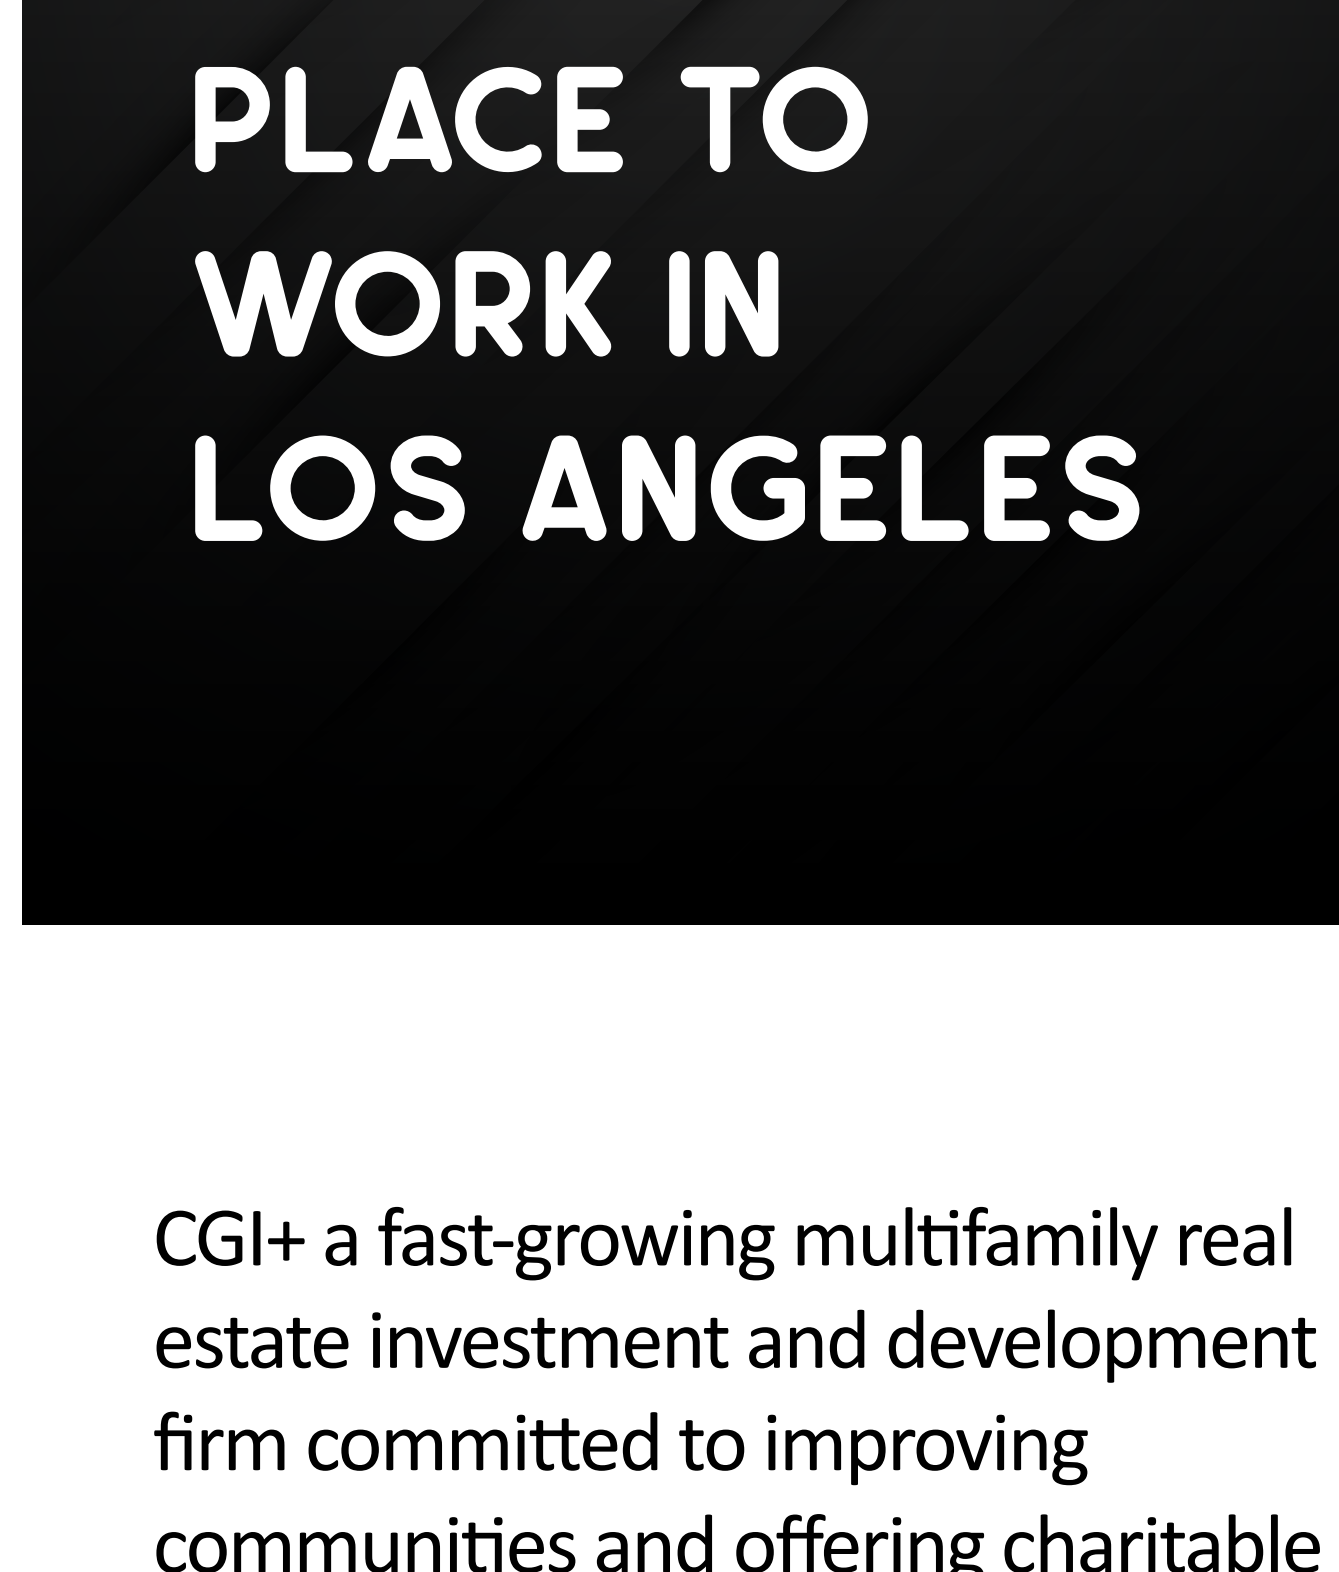 PLACE TO
WORK IN
LOS ANGELES
CGI+ a fast-growing multifamily real
estate investment and development
firm committed to improving
communities and offering charitable